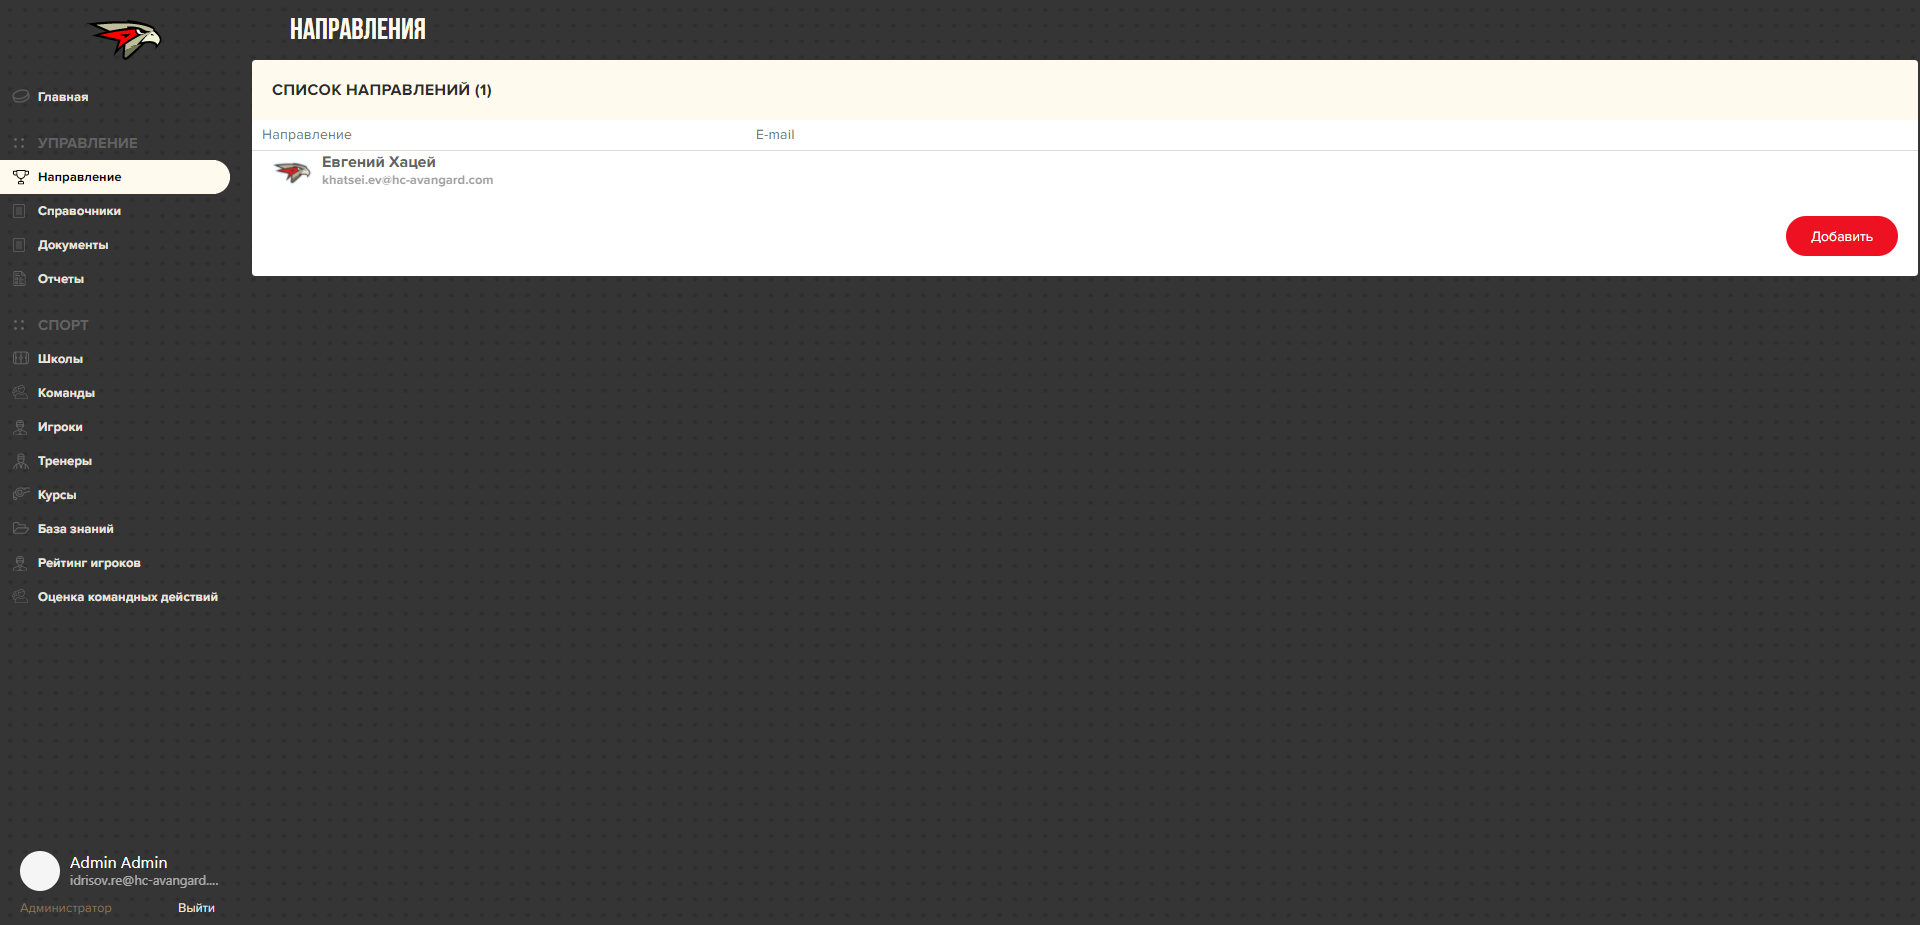 НАПРАВЛЕНИЯ
Главная
УПРАВЛЕНИЕ
Направление
Справочники
Документы
Отчеты
СПОРТ
Школы
Команды
Игроки
Тренеры
Курсы
База знаний
Рейтинг игроков
Оценка командных действий
СПИСОК НАПРАВЛЕНИЙ (1)
Направление E-mail
Евгений Хацей
khatsei.ev@hc-avangard.com
Добавить
Admin Admin
idrisov.re@hc-avangard....
Администратор Выйти